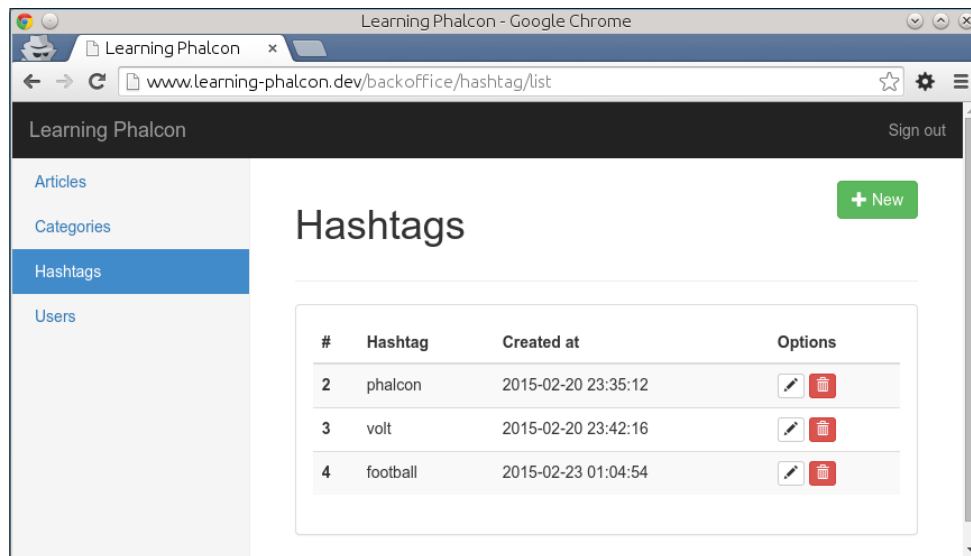 Learning Phalcon - Google Chrome
Learning Phalcon ×
www.learning-phalcon.dev/backoffice/hashtag/list
Learning Phalcon Sign out
Articles
Categories
Hashtags
Users
+ New
Hashtags
# Hashtag Created at Options
2 phalcon 2015-02-20 23:35:12
3 volt 2015-02-20 23:42:16
4 football 2015-02-23 01:04:54